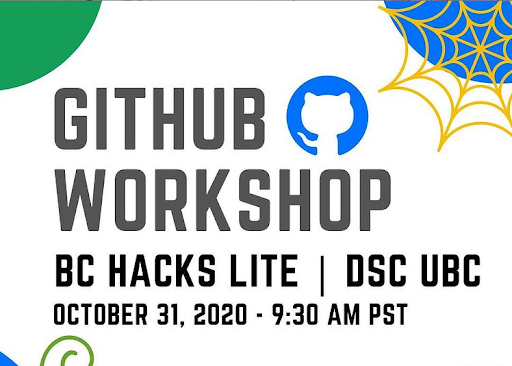 GITHUB
WORKSHOP
BC HACKS LITE | DSC UBC
OCTOBER 31, 2020 - 9:30 AM PST